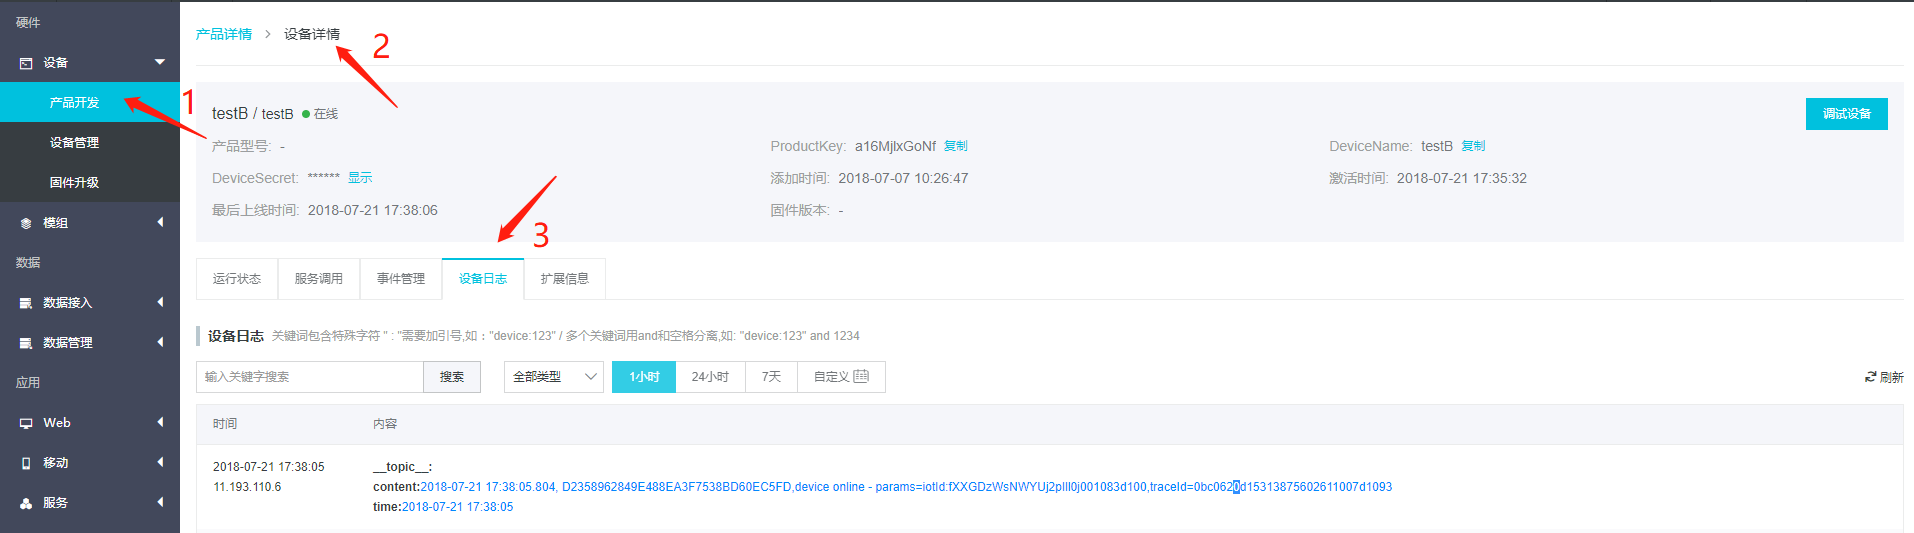 硬件
设备
产品开发
设备管理
固件升级
模组
数据
数据接入
数据管理
应用
Web
移动
服务
1
产品详情 > 设备详情
2
testB / testB 在线
调试设备
产品型号: -
ProductKey: a16MjlxGoNf 复制
DeviceName: testB 复制
DeviceSecret: ****** 显示
添加时间: 2018-07-07 10:26:47
激活时间: 2018-07-21 17:35:32
最后上线时间: 2018-07-21 17:38:06
固件版本: -
3
运行状态 服务调用 事件管理 设备日志 扩展信息
设备日志 关键词包含特殊字符 " : "需要加引号,如 : "device:123" / 多个关键词用and和空格分离,如: "device:123" and 1234
输入关键字搜索 搜索 全部类型 1小时 24小时 7天 自定义 刷新
时间 内容
2018-07-21 17:38:05 __topic__:
11.193.110.6 content:2018-07-21 17:38:05.804, D2358962849E488EA3F7538BD60EC5FD,device online - params=iotId:fXXGDzWsNWYUj2pIll0j001083d100,traceId=0bc0620d15313875602611007d1093
time:2018-07-21 17:38:05